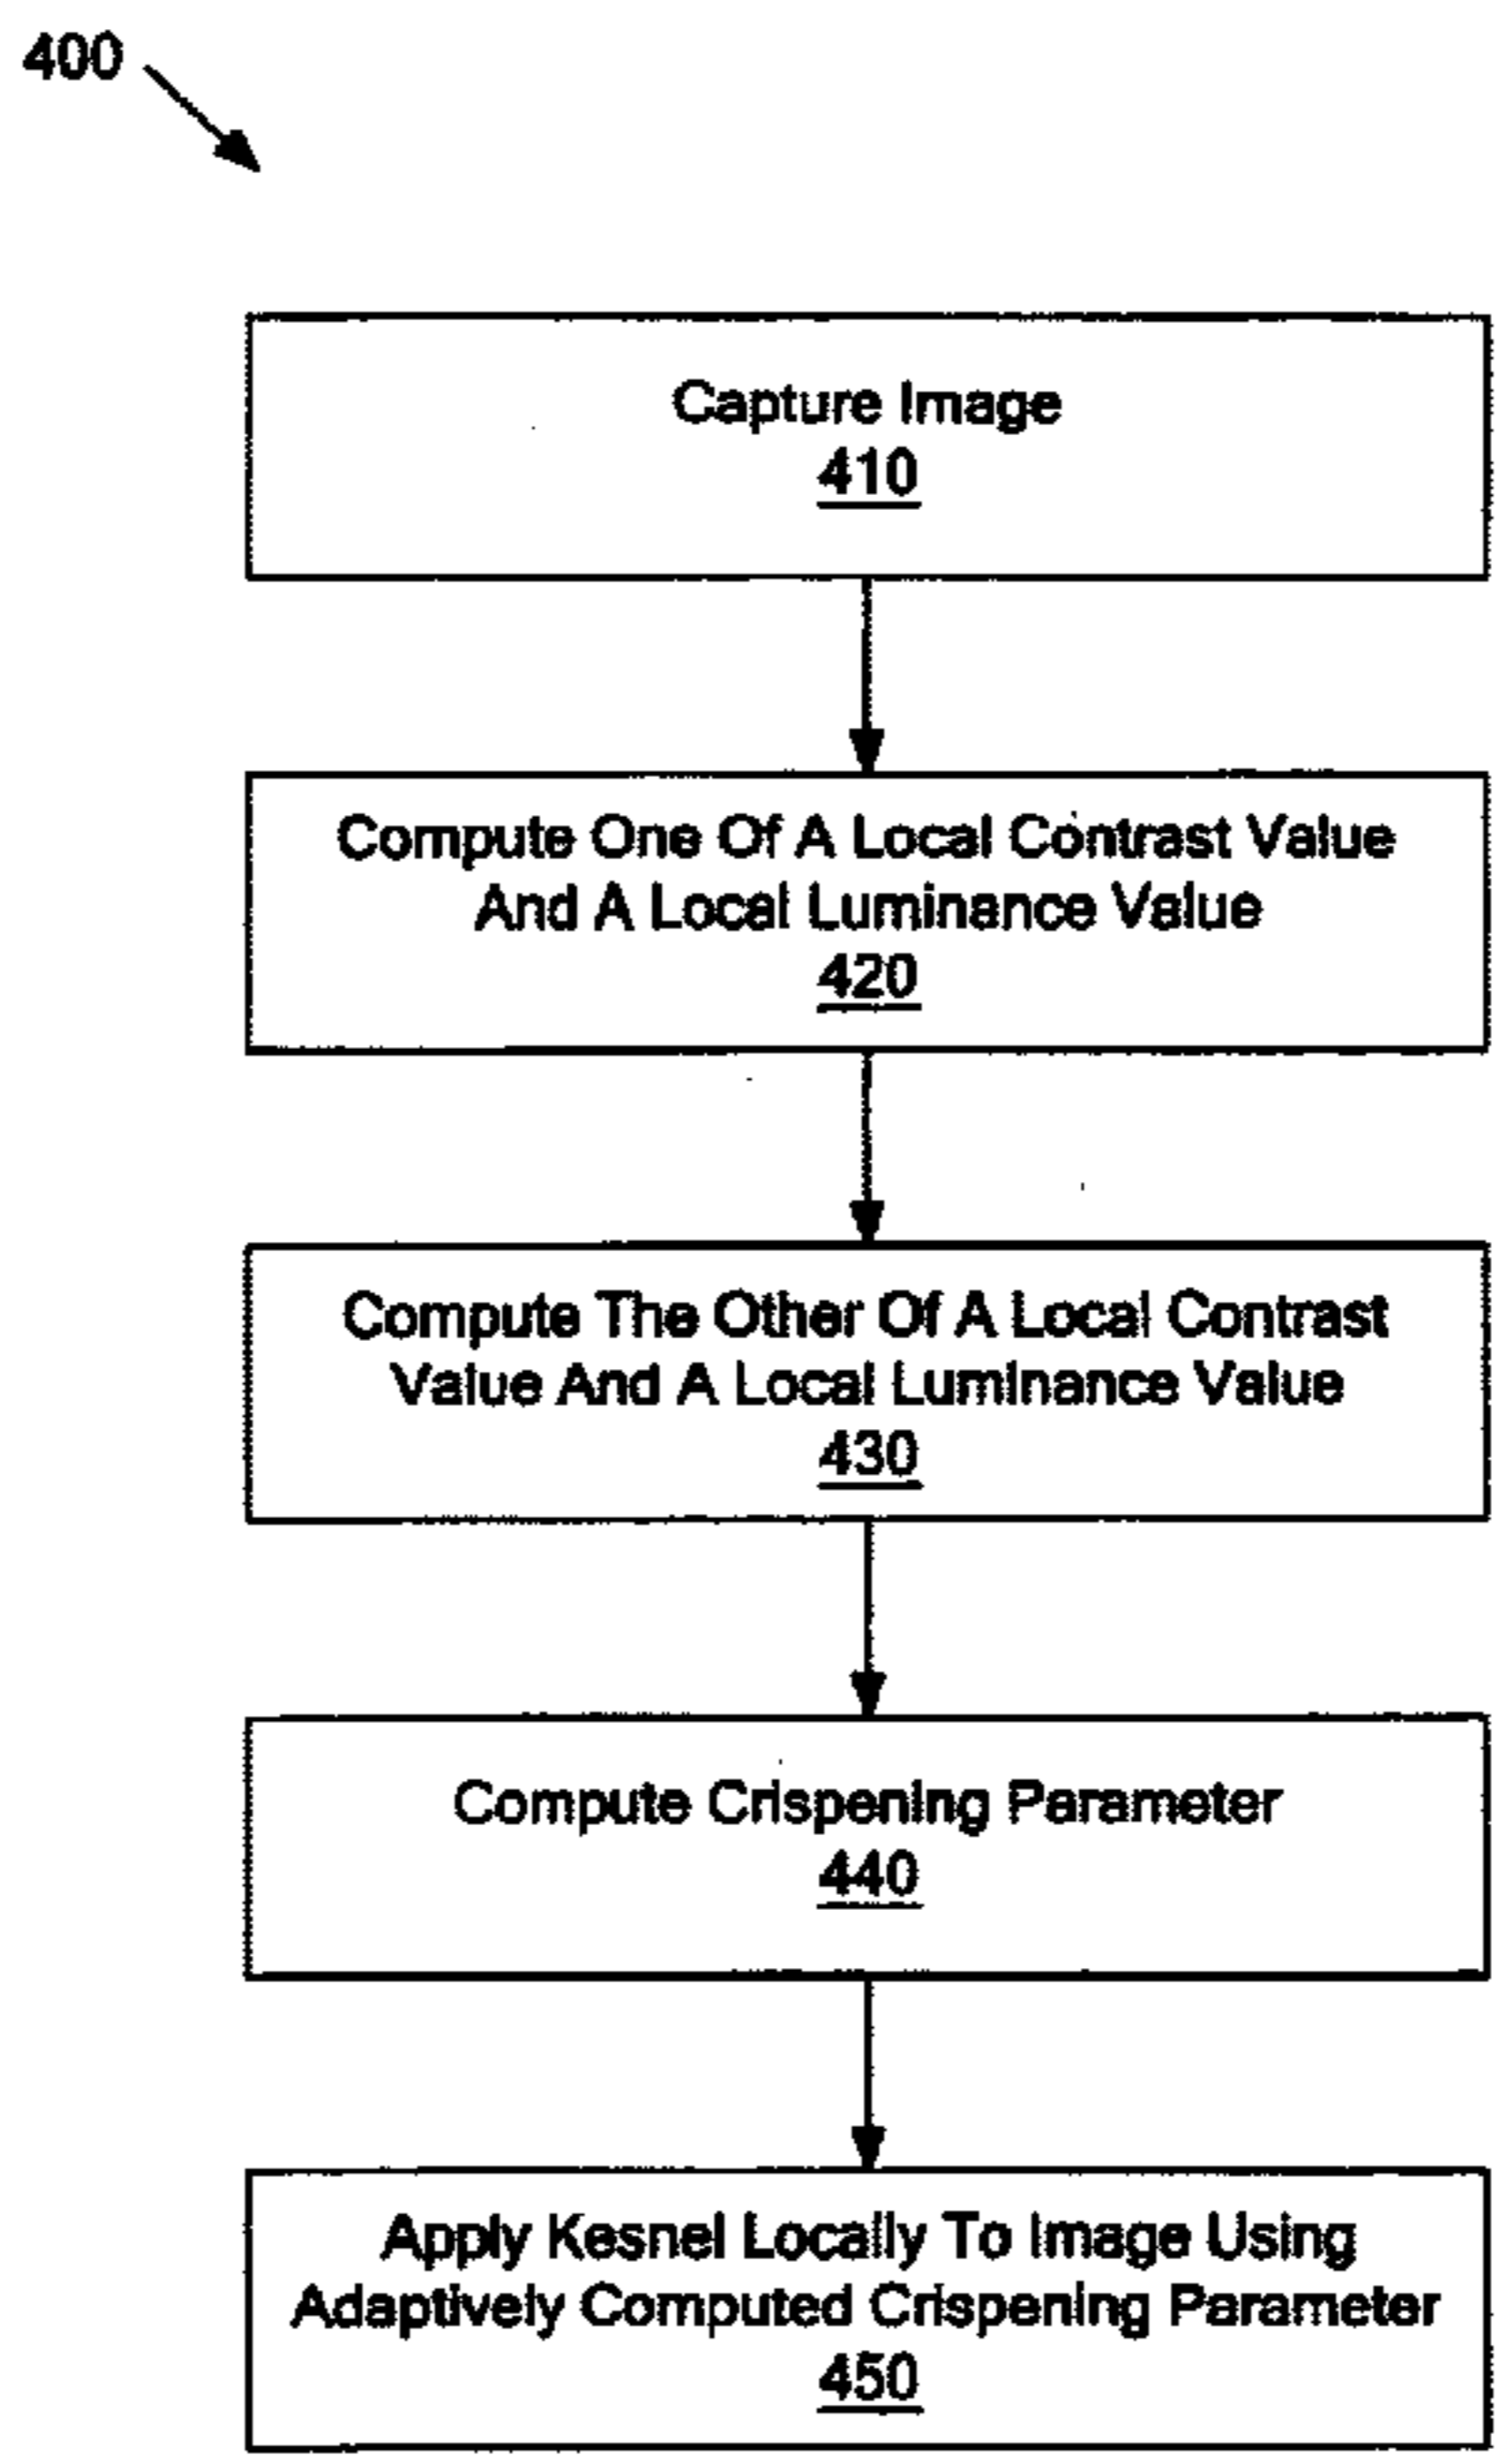 400
Capture Image
410
Compute One Of A Local Contrast Value
And A Local Luminance Value
420
Compute The Other Of A Local Contrast
Value And A Local Luminance Value
430
Compute Crispening Parameter
440
Apply Kesnel Locally To Image Using
Adaptively Computed Crispening Parameter
450